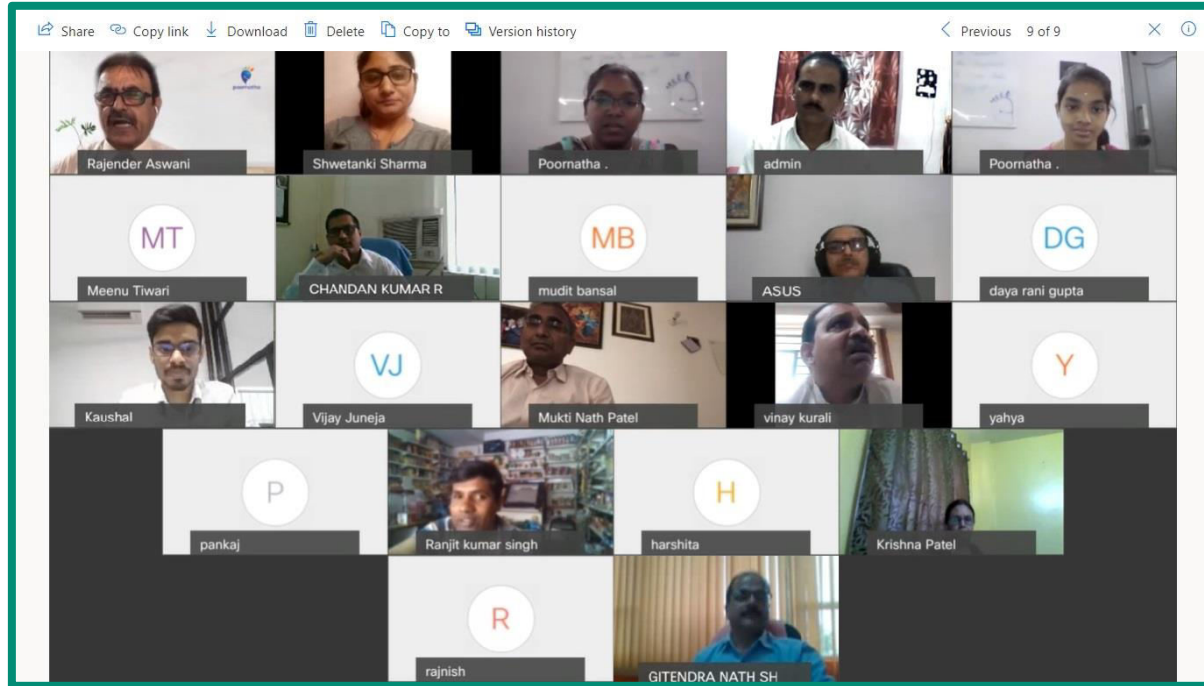 Share Copy link Download Delete Copy to Version history Previous 9 of 9
poornatha
Rajender Aswani
Shwetanki Sharma
Poornatha .
admin
Poornatha .
MT
Meenu Tiwari
CHANDAN KUMAR R
MB
mudit bansal
ASUS
DG
daya rani gupta
Kaushal
VJ
Vijay Juneja
Mukti Nath Patel
vinay kurali
Y
yahya
P
pankaj
Ranjit kumar singh
H
harshita
Krishna Patel
R
rajnish
GITENDRA NATH SH